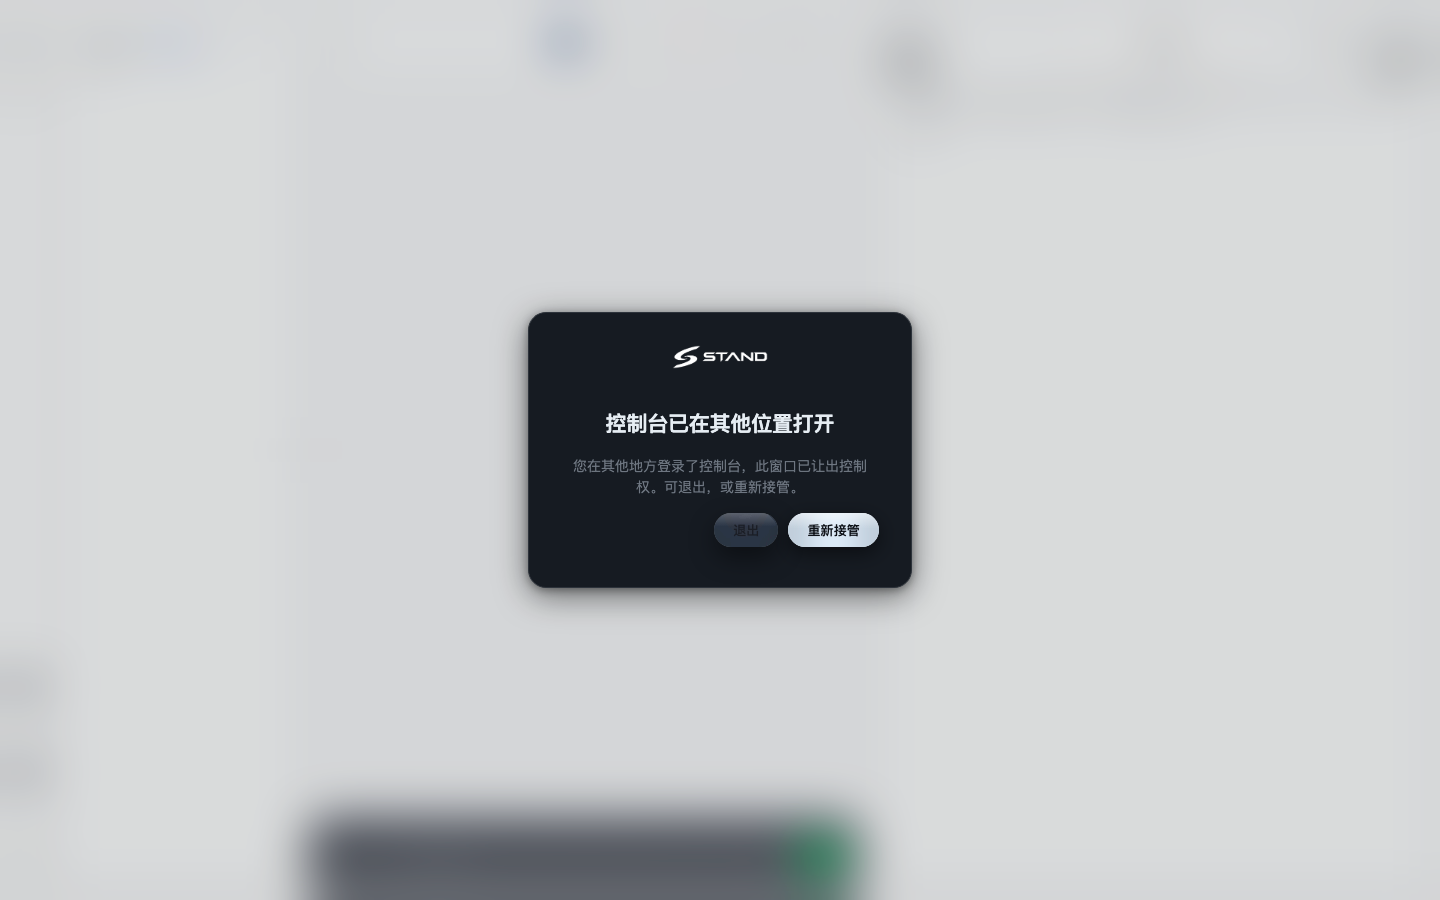 STAND
控制台已在其他位置打开
您在其他地方登录了控制台，此窗口已让出控制
权。可退出，或重新接管。
退出
重新接管